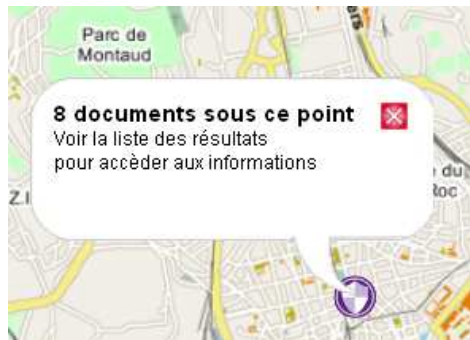 Parc de
Montaud
8 documents sous ce point
Voir la liste des résultats
pour accèder aux informations
Z.I
du
Roc